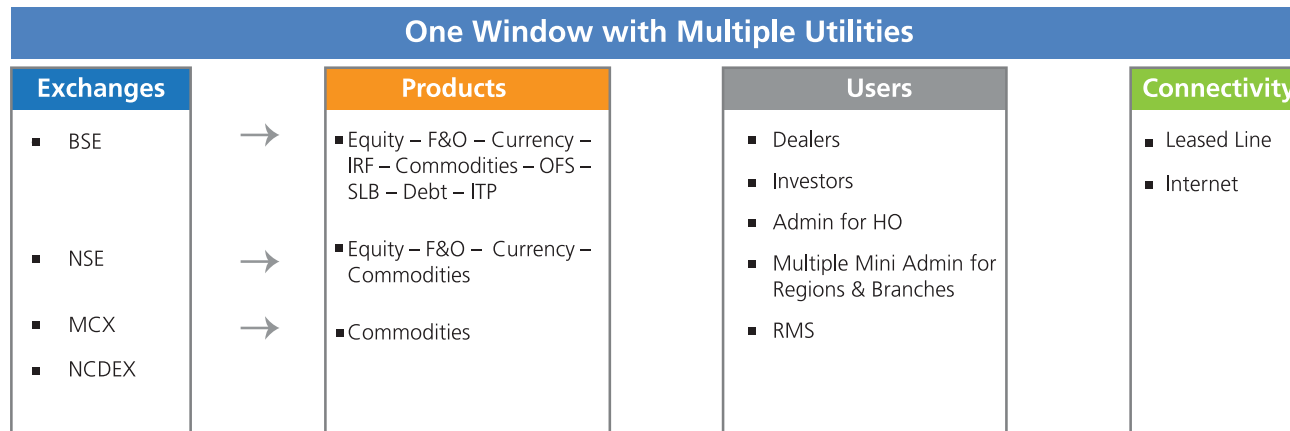 One Window with Multiple Utilities
Exchanges
BSE
NSE
MCX
NCDEX
Products
Equity – F&O – Currency –
IRF – Commodities – OFS –
SLB – Debt – ITP
Equity – F&O – Currency –
Commodities
Commodities
Users
Dealers
Investors
Admin for HO
Multiple Mini Admin for
Regions & Branches
RMS
Connectivity
Leased Line
Internet